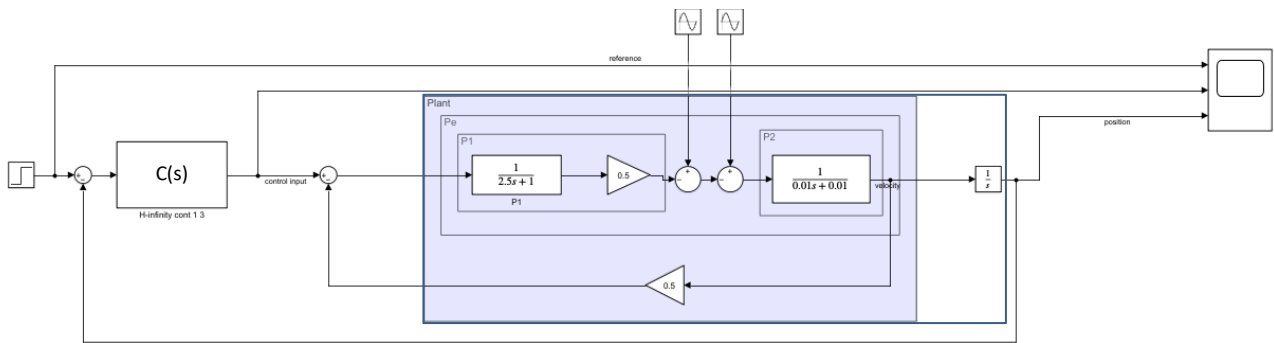 reference
Plant
Pe
P1
P2
C(s)
1
2.5s + 1
0.5
1
0.01s + 0.01
1
s
position
control input
velocity
P1
H-infinity cont 1 3
0.5